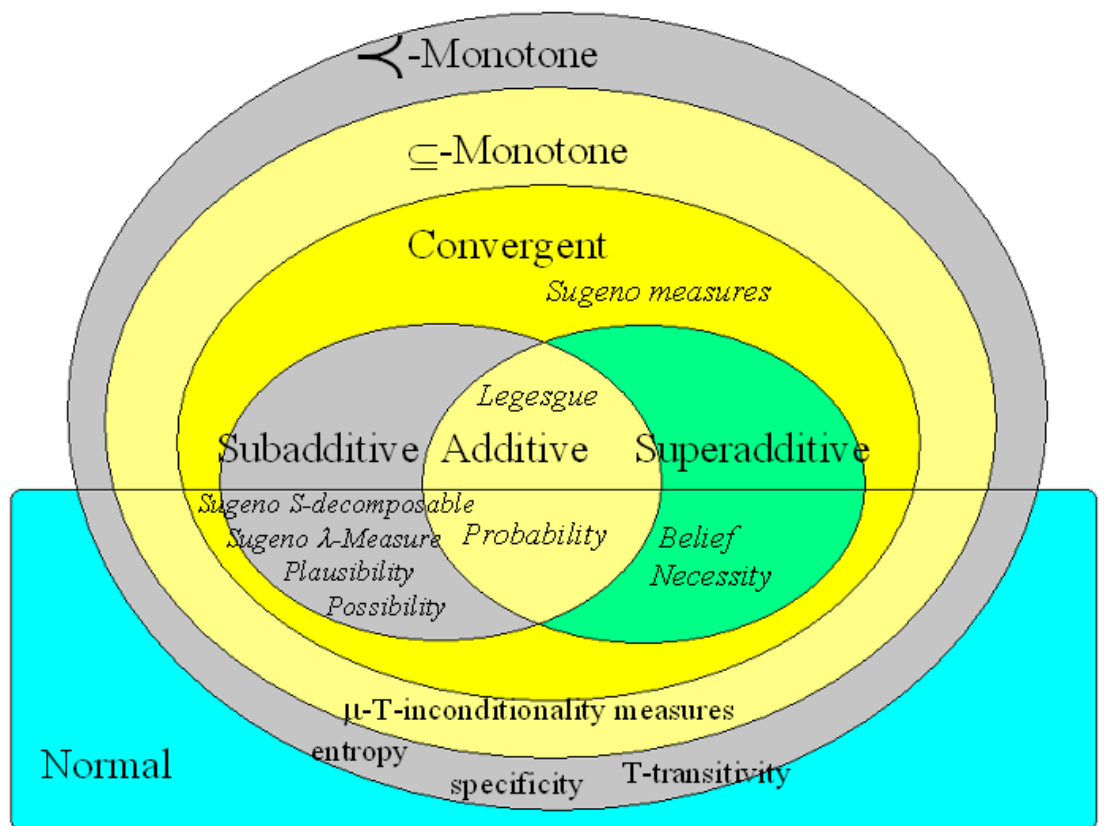 ≺-Monotone
⊆-Monotone
Convergent
Sugeno measures
Legesgue
Subadditive Additive Superadditive
Sugeno S-decomposable
Sugeno λ-Measure
Plausibility
Possibility
Probability
Belief
Necessity
μ-T-inconditionality measures
entropy
specificity
T-transitivity
Normal